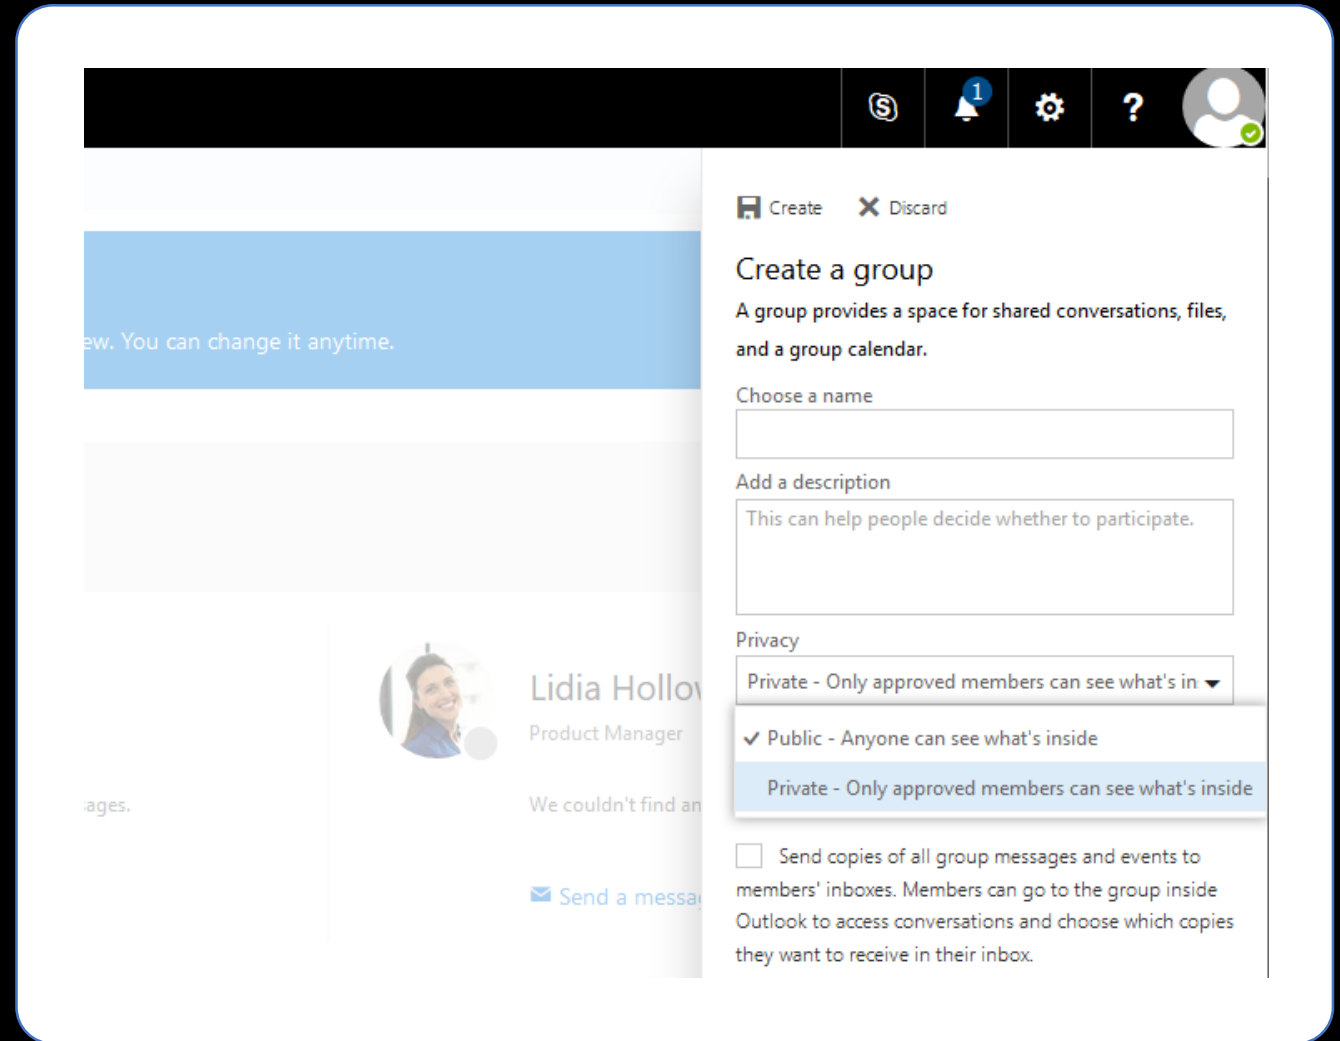 1
Create Discard
Create a group
A group provides a space for shared conversations, files,
and a group calendar.
Choose a name
Add a description
This can help people decide whether to participate.
Privacy
Private - Only approved members can see what's in
Public - Anyone can see what's inside
Private - Only approved members can see what's inside
Send copies of all group messages and events to
members' inboxes. Members can go to the group inside
Outlook to access conversations and choose which copies
they want to receive in their inbox.
ew. You can change it anytime.
Lidia Hollow
Product Manager
ages.
We couldn't find an
Send a messa